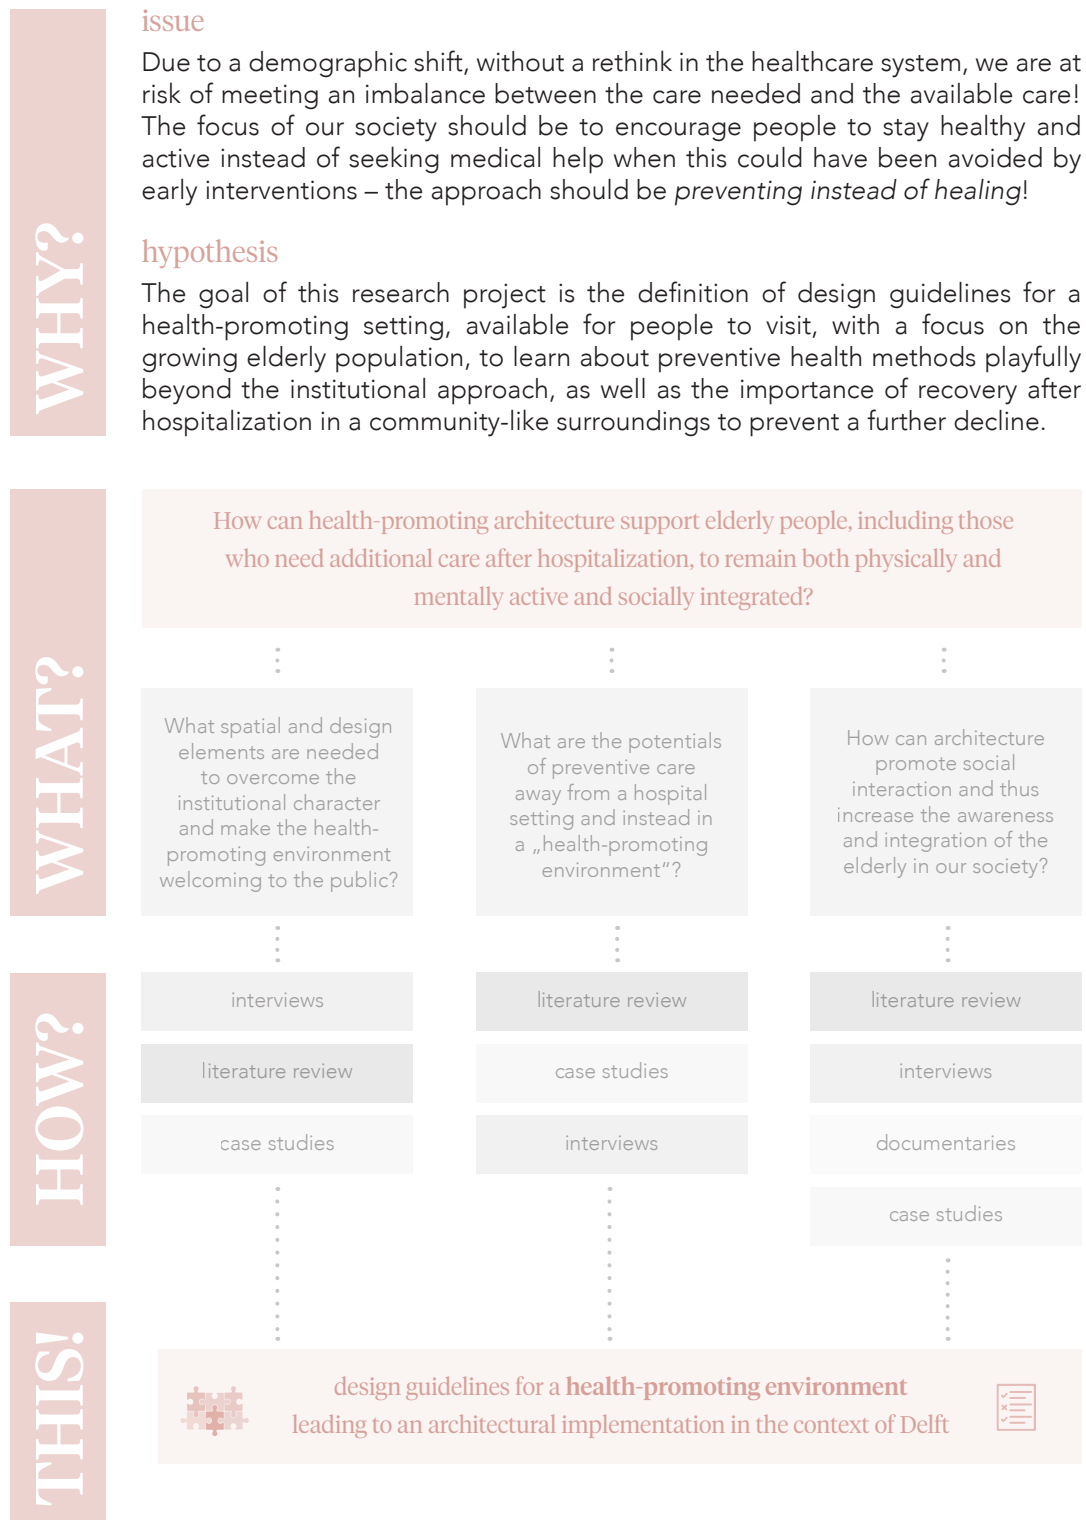 WHY?
issue
Due to a demographic shift, without a rethink in the healthcare system, we are at
risk of meeting an imbalance between the care needed and the available care!
The focus of our society should be to encourage people to stay healthy and
active instead of seeking medical help when this could have been avoided by
early interventions – the approach should be preventing instead of healing!
hypothesis
The goal of this research project is the definition of design guidelines for a
health-promoting setting, available for people to visit, with a focus on the
growing elderly population, to learn about preventive health methods playfully
beyond the institutional approach, as well as the importance of recovery after
hospitalization in a community-like surroundings to prevent a further decline.
WHAT?
How can health-promoting architecture support elderly people, including those
who need additional care after hospitalization, to remain both physically and
mentally active and socially integrated?
What spatial and design
elements are needed
to overcome the
institutional character
and make the health-
promoting environment
welcoming to the public?
What are the potentials
of preventive care
away from a hospital
setting and instead in
a „health-promoting
environment“?
How can architecture
promote social
interaction and thus
increase the awareness
and integration of the
elderly in our society?
HOW?
interviews
literature review
case studies
literature review
case studies
interviews
literature review
interviews
documentaries
case studies
THIS!
design guidelines for a health-promoting environment
leading to an architectural implementation in the context of Delft